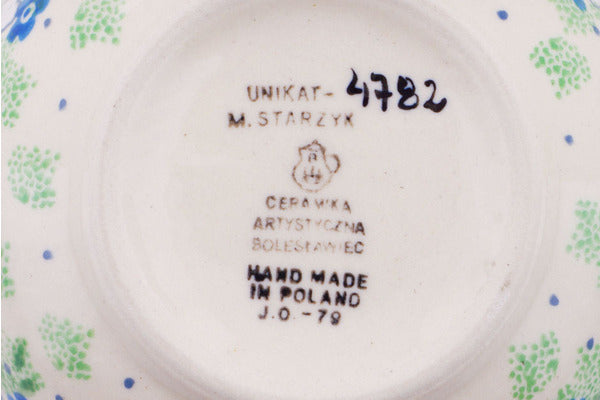 UNIKAT- 4782
M. STARZYK
CERAMIKA
ARTYSTYCZNA
BOLESŁAWIEC
HAND MADE
IN POLAND
J.O.-79